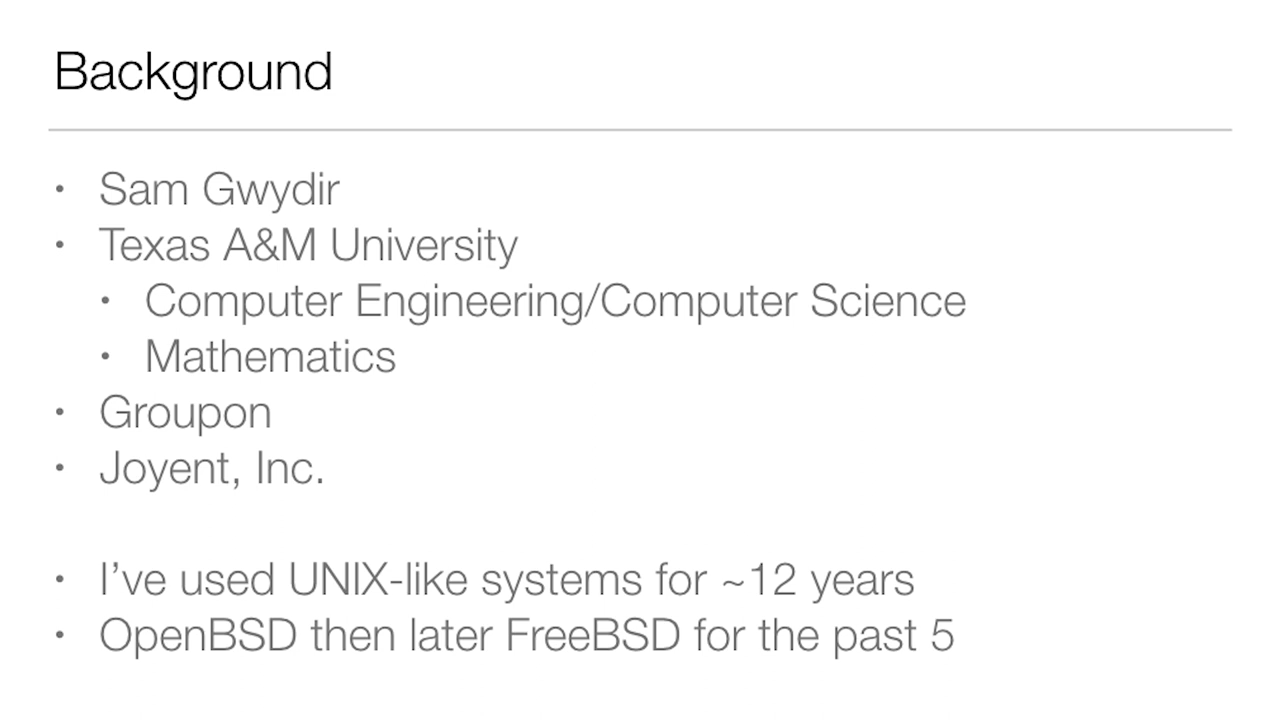 Background
• Sam Gwydir
• Texas A&M University
• Computer Engineering/Computer Science
• Mathematics
• Groupon
• Joyent, Inc.
• I’ve used UNIX-like systems for ~12 years
• OpenBSD then later FreeBSD for the past 5